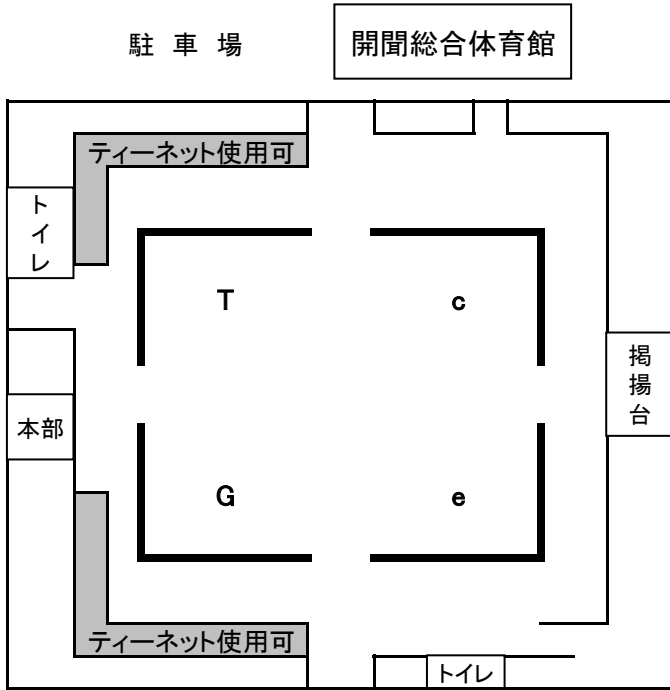 駐 車 場
開聞総合体育館
ティーネット使用可
トイレ
T
c
掲揚台
本部
G
e
ティーネット使用可
トイレ